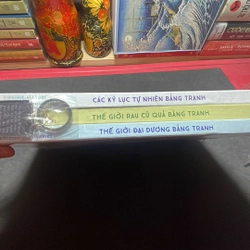 CÁC KỶ LỤC TỰ NHIÊN BẰNG TRANH
THẾ GIỚI RAU CỦ QUẢ BẰNG TRANH
THẾ GIỚI ĐẠI DƯƠNG BẰNG TRANH